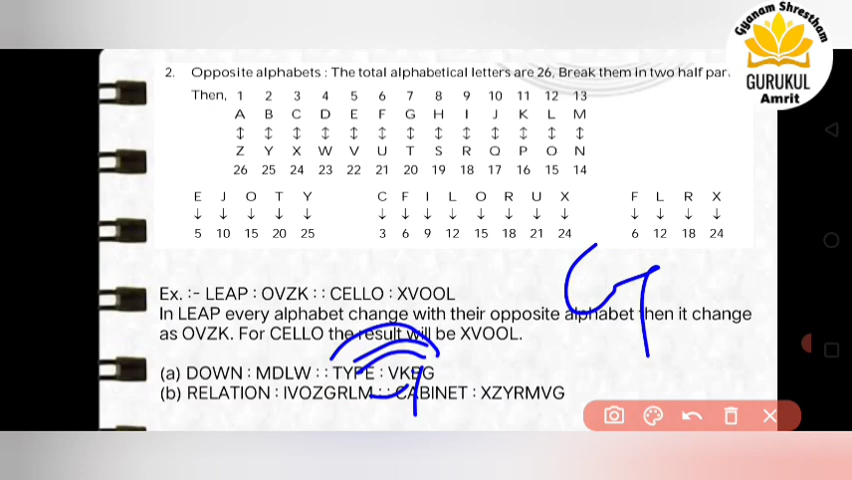 Gyanam Shrestham
GURUKUL
Amrit
2. Opposite alphabets : The total alphabetical letters are 26, Break them in two half par
Then, 1 2 3 4 5 6 7 8 9 10 11 12 13
A B C D E F G H I J K L M
↕ ↕ ↕ ↕ ↕ ↕ ↕ ↕ ↕ ↕ ↕ ↕ ↕
Z Y X W V U T S R Q P O N
26 25 24 23 22 21 20 19 18 17 16 15 14
E J O T Y C F I L O R U X F L R X
↓ ↓ ↓ ↓ ↓ ↓ ↓ ↓ ↓ ↓ ↓ ↓ ↓ ↓ ↓ ↓ ↓
5 10 15 20 25 3 6 9 12 15 18 21 24 6 12 18 24
Ex. :- LEAP : OVZK : : CELLO : XVOOL
In LEAP every alphabet change with their opposite alphabet then it change
as OVZK. For CELLO the result will be XVOOL.
(a) DOWN : MDLW : : TYPE : VKBG
(b) RELATION : IVOZGRLM : : CABINET : XZYRMVG